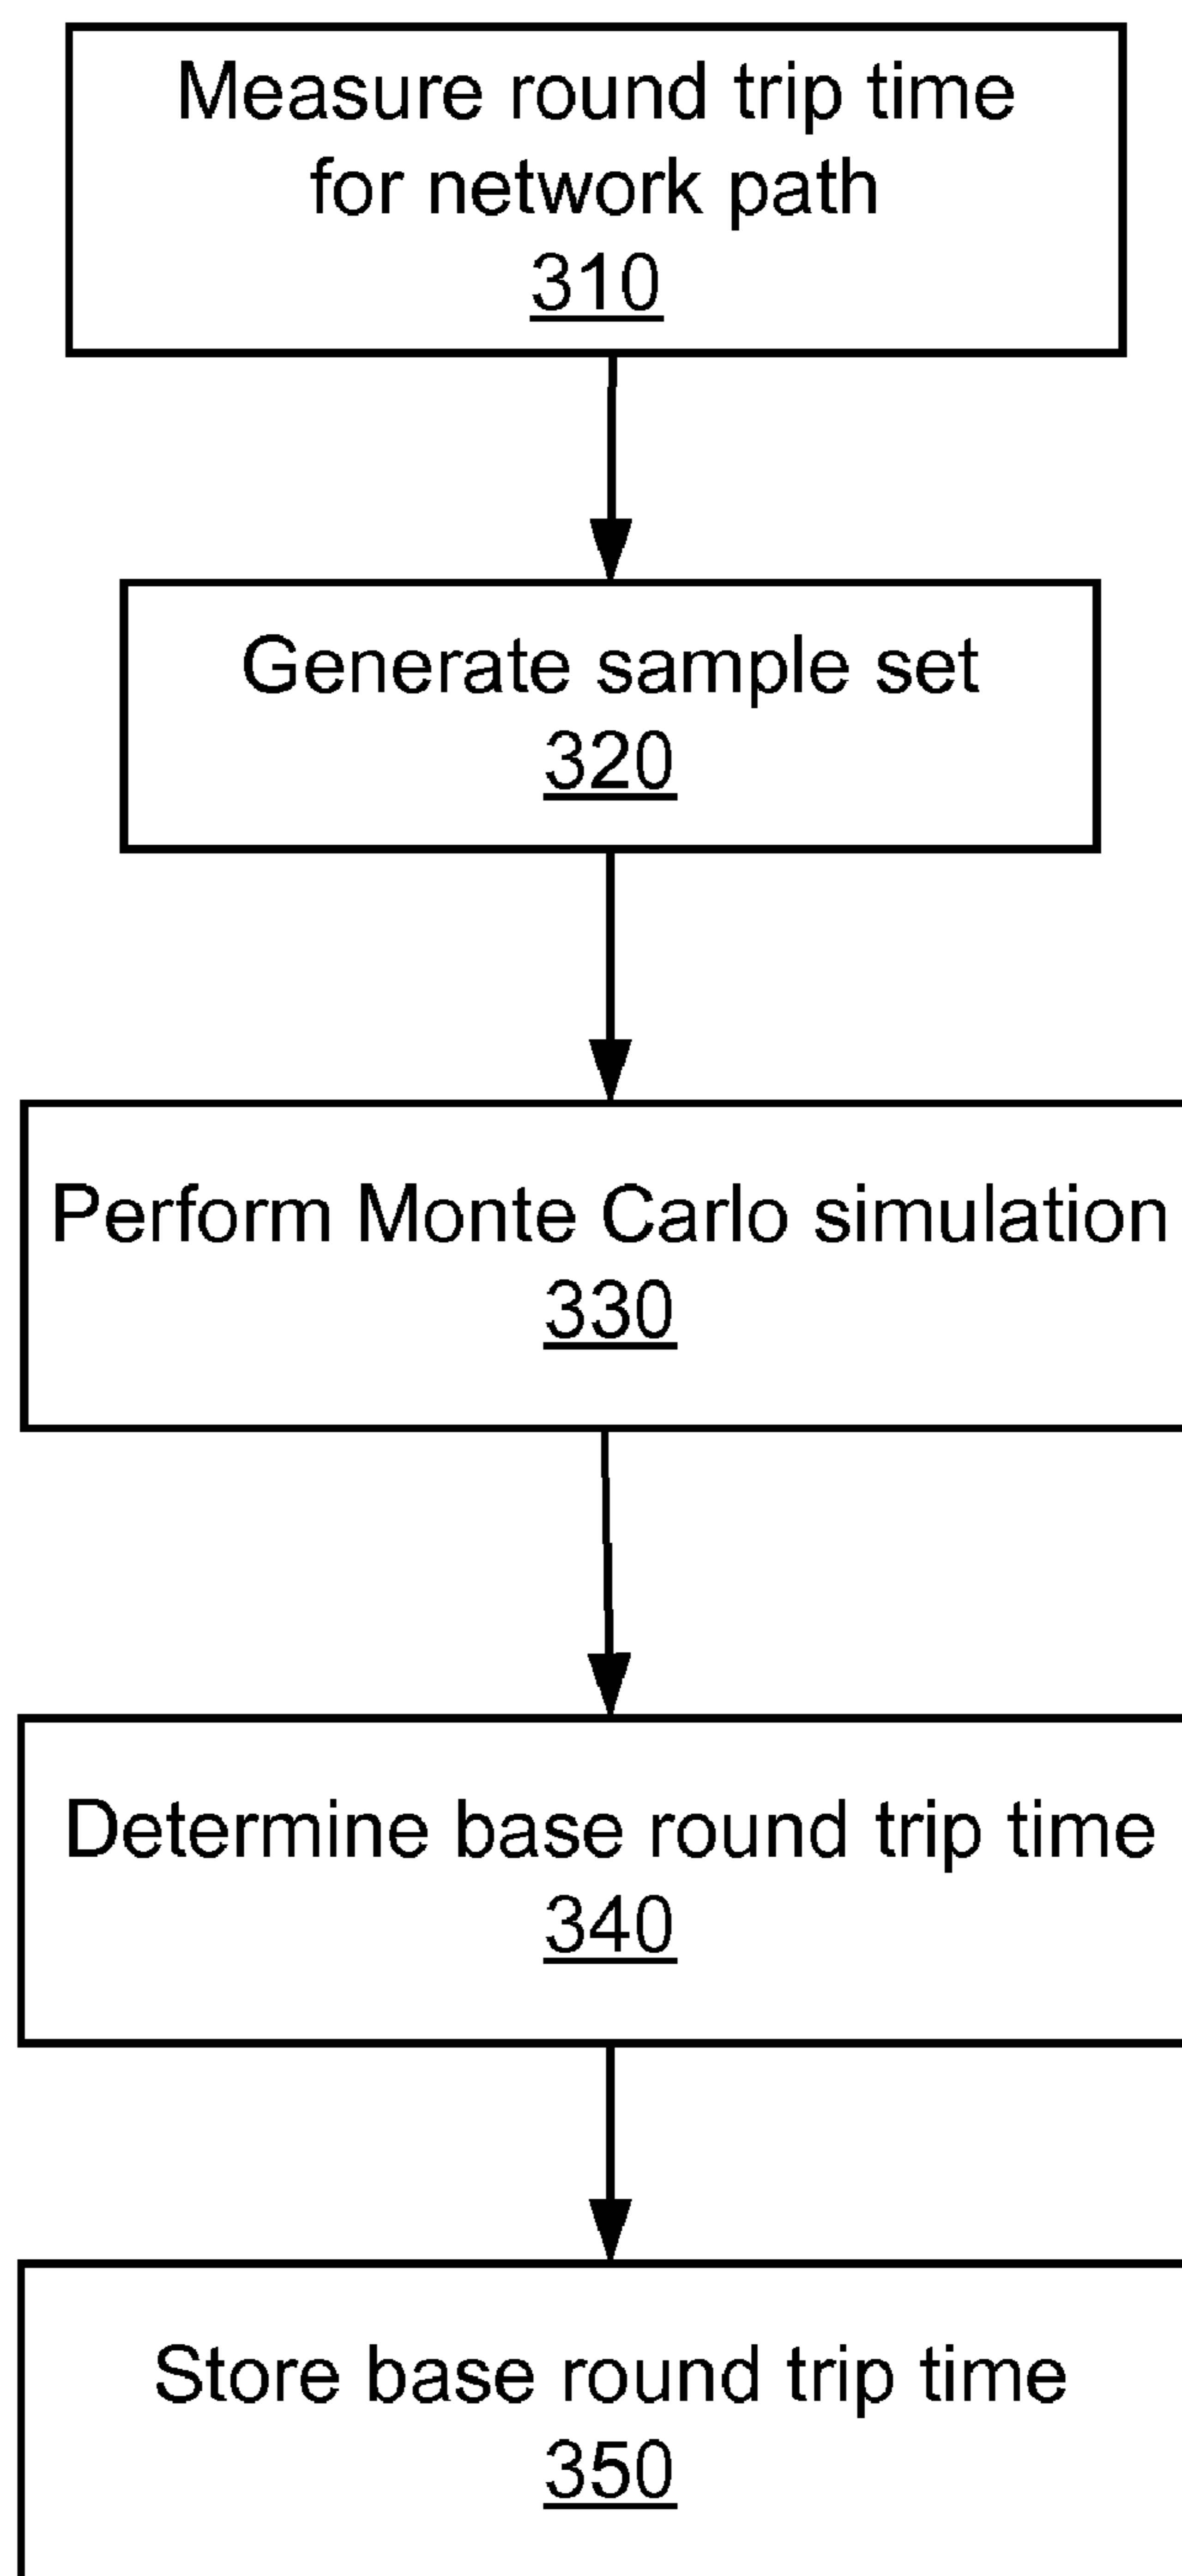 Measure round trip time
for network path
310
Generate sample set
320
Perform Monte Carlo simulation
330
Determine base round trip time
340
Store base round trip time
350